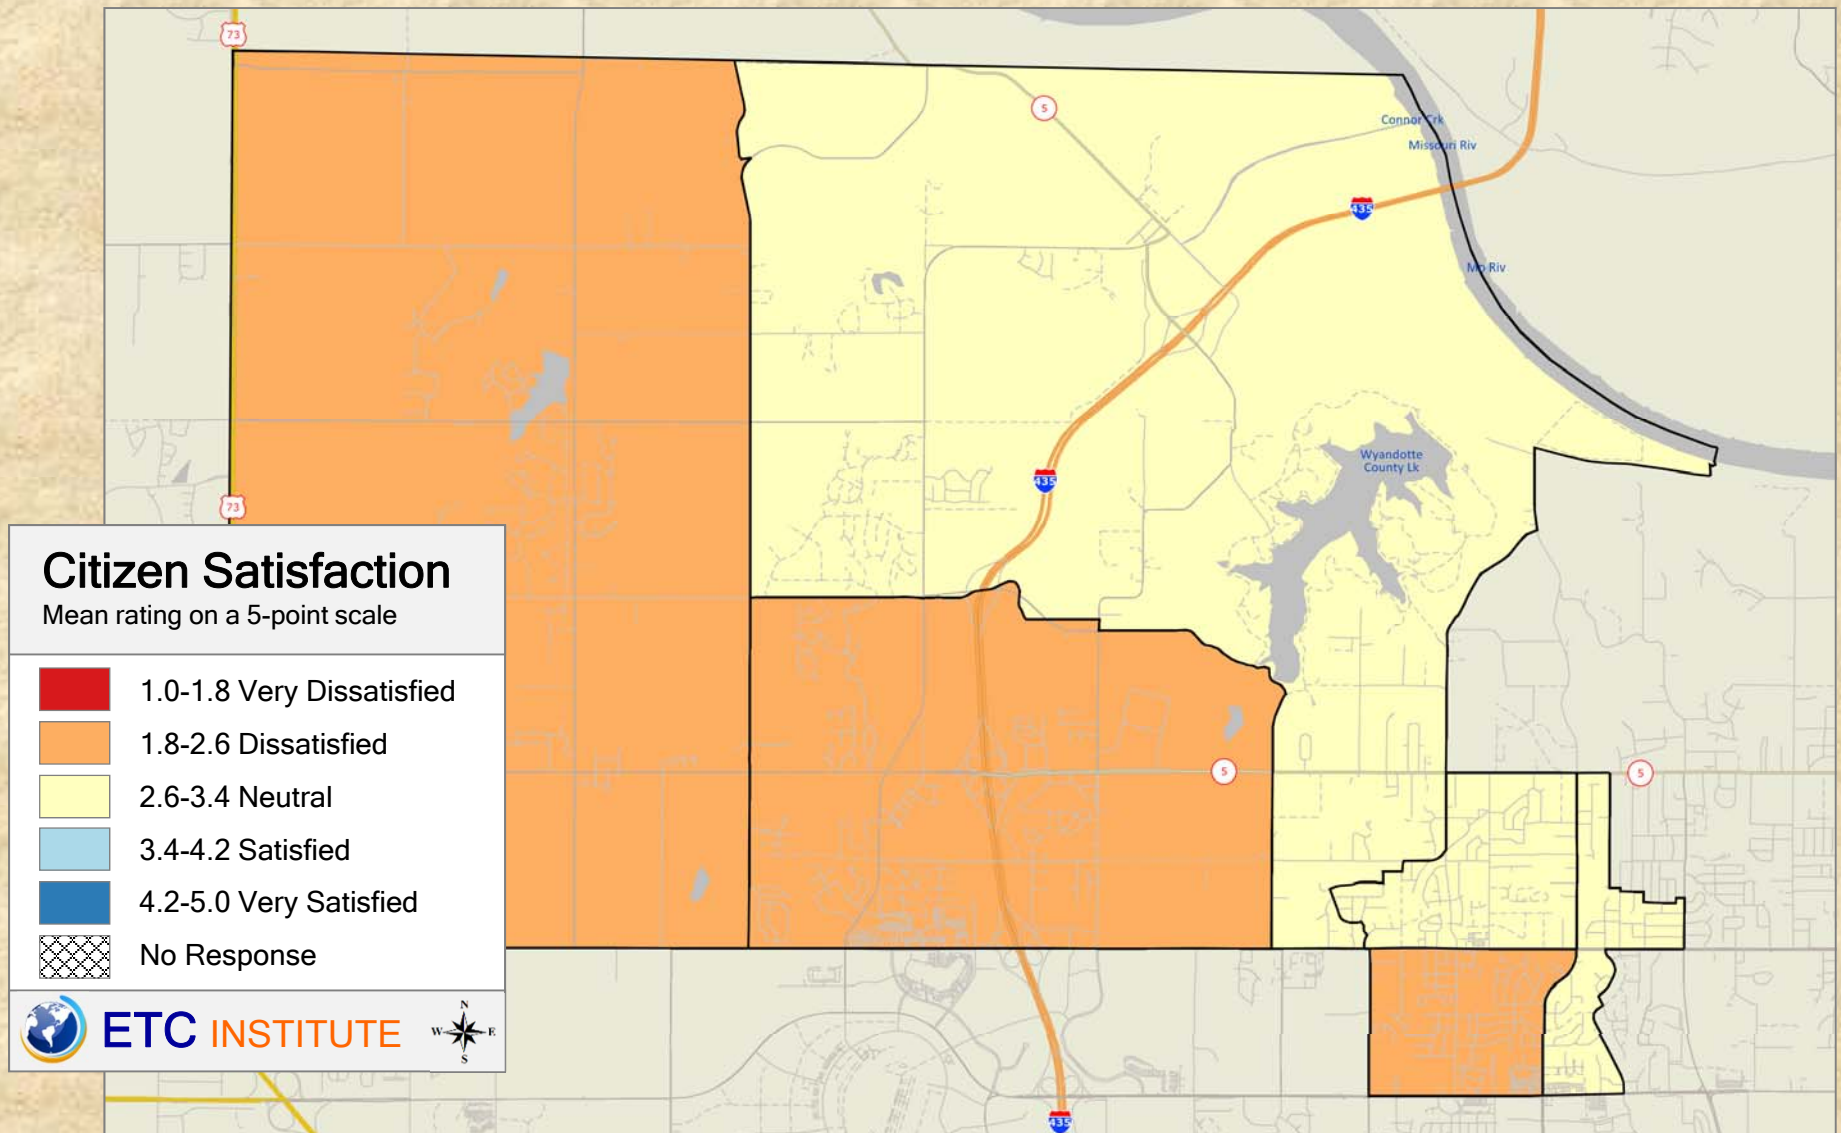 73
5
Connor Crk
Missouri Riv
435
Mo Riv
Wyandotte
County Lk
435
73
Citizen Satisfaction
Mean rating on a 5-point scale
1.0-1.8 Very Dissatisfied
1.8-2.6 Dissatisfied
2.6-3.4 Neutral
3.4-4.2 Satisfied
4.2-5.0 Very Satisfied
No Response
5
5
ETC INSTITUTE
N
W E
S
435